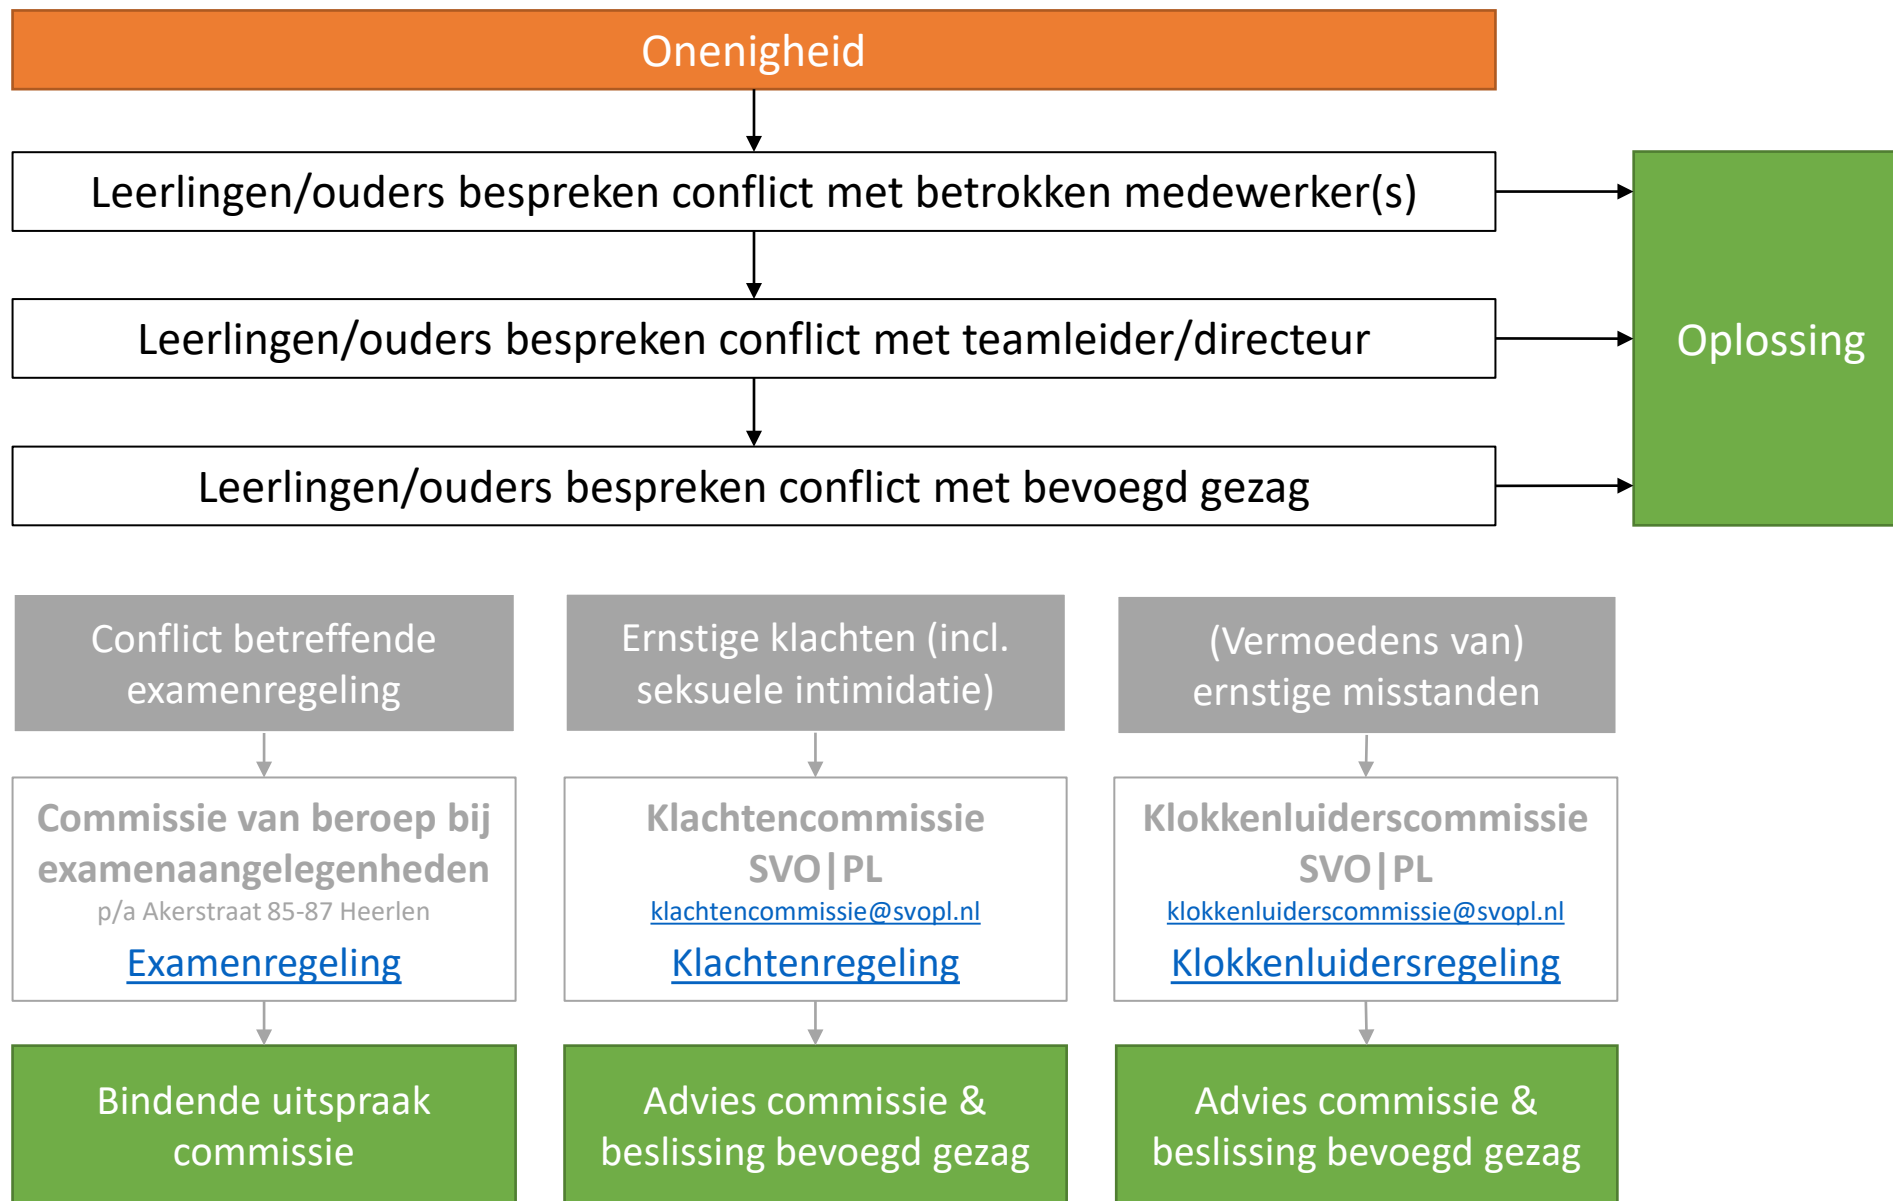 Onenigheid
Leerlingen/ouders bespreken conflict met betrokken medewerker(s)
Leerlingen/ouders bespreken conflict met teamleider/directeur
Oplossing
Leerlingen/ouders bespreken conflict met bevoegd gezag
Conflict betreffende
examenregeling
Commissie van beroep bij
examenaangelegenheden
p/a Akerstraat 85-87 Heerlen
Examenregeling
Bindende uitspraak
commissie
Ernstige klachten (incl.
seksuele intimidatie)
Klachtencommissie
SVO|PL
klachtencommissie@svopl.nl
Klachtenregeling
Advies commissie &
beslissing bevoegd gezag
(Vermoedens van)
ernstige misstanden
Klokkenluiderscommissie
SVO|PL
klokkenluiderscommissie@svopl.nl
Klokkenluidersregeling
Advies commissie &
beslissing bevoegd gezag